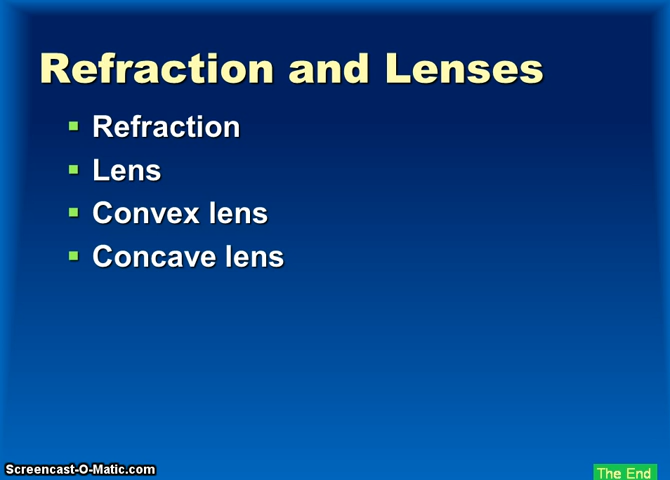 Refraction and Lenses
Refraction
Lens
Convex lens
Concave lens
Screencast-O-Matic.com
The End